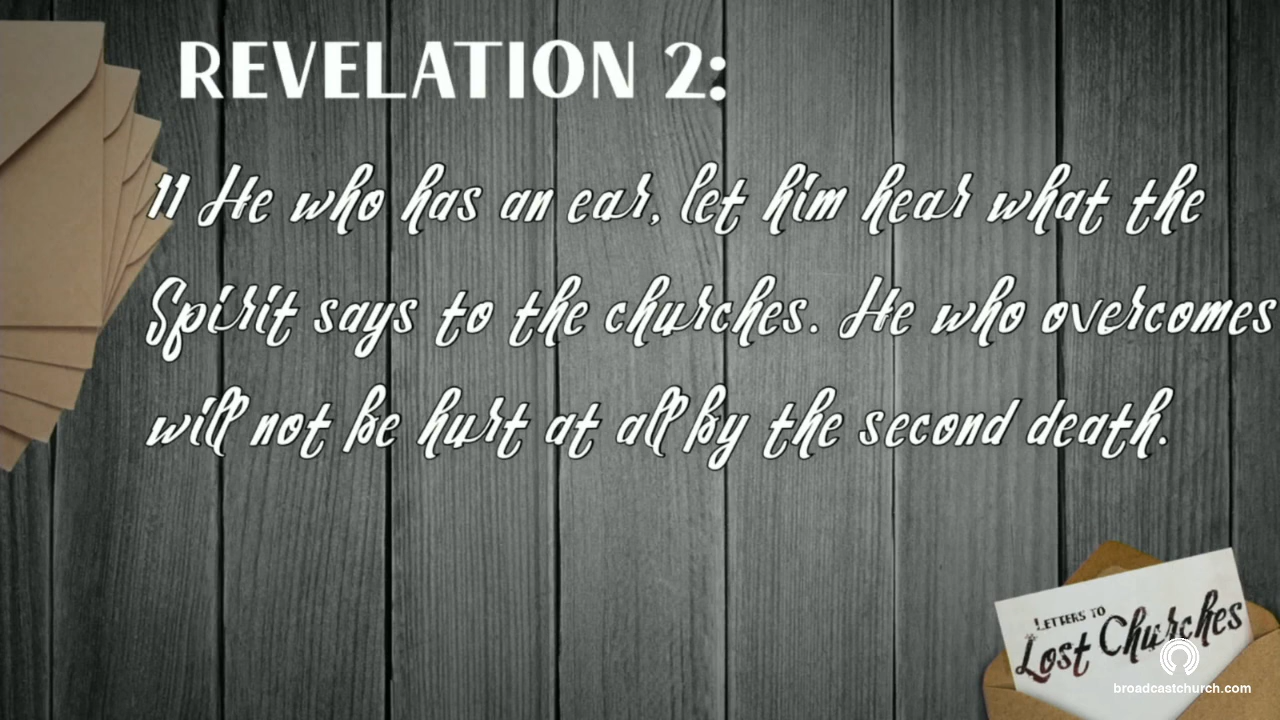 REVELATION 2:
11 He who has an ear, let him hear what the
Spirit says to the churches. He who overcomes
will not be hurt at all by the second death.
LETTERS TO
Lost Churches
broadcastchurch.com